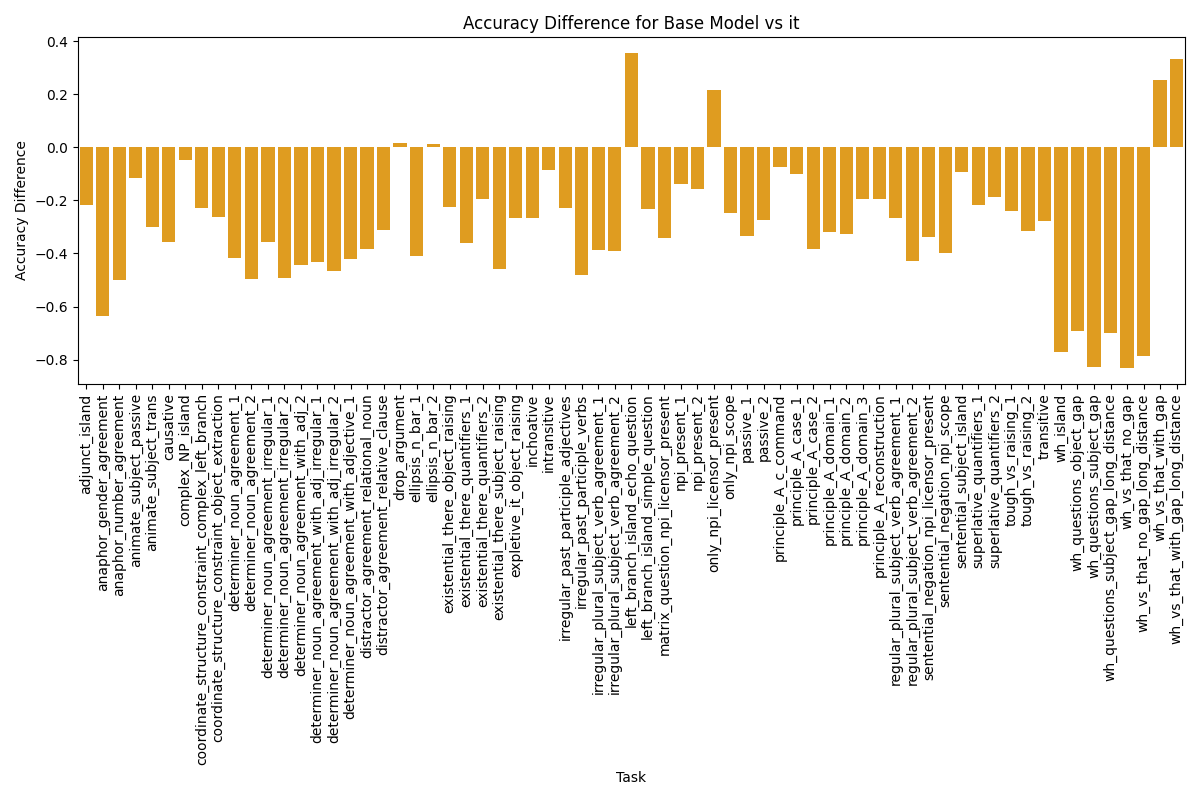 Accuracy Difference for Base Model vs it
Accuracy Difference
0.4
0.2
0.0
−0.2
−0.4
−0.6
−0.8
adjunct_island
anaphor_gender_agreement
anaphor_number_agreement
animate_subject_passive
animate_subject_trans
causative
complex_NP_island
coordinate_structure_constraint_complex_left_branch
coordinate_structure_constraint_object_extraction
determiner_noun_agreement_1
determiner_noun_agreement_2
determiner_noun_agreement_irregular_1
determiner_noun_agreement_irregular_2
determiner_noun_agreement_with_adj_2
determiner_noun_agreement_with_adj_irregular_1
determiner_noun_agreement_with_adj_irregular_2
determiner_noun_agreement_with_adjective_1
distractor_agreement_relational_noun
distractor_agreement_relative_clause
drop_argument
ellipsis_n_bar_1
ellipsis_n_bar_2
existential_there_object_raising
existential_there_quantifiers_1
existential_there_quantifiers_2
existential_there_subject_raising
expletive_it_object_raising
inchoative
intransitive
irregular_past_participle_adjectives
irregular_past_participle_verbs
irregular_plural_subject_verb_agreement_1
irregular_plural_subject_verb_agreement_2
left_branch_island_echo_question
left_branch_island_simple_question
matrix_question_npi_licensor_present
npi_present_1
npi_present_2
only_npi_licensor_present
only_npi_scope
passive_1
passive_2
principle_A_c_command
principle_A_case_1
principle_A_case_2
principle_A_domain_1
principle_A_domain_2
principle_A_domain_3
principle_A_reconstruction
regular_plural_subject_verb_agreement_1
regular_plural_subject_verb_agreement_2
sentential_negation_npi_licensor_present
sentential_negation_npi_scope
sentential_subject_island
superlative_quantifiers_1
superlative_quantifiers_2
tough_vs_raising_1
tough_vs_raising_2
transitive
wh_island
wh_questions_object_gap
wh_questions_subject_gap
wh_questions_subject_gap_long_distance
wh_vs_that_no_gap
wh_vs_that_no_gap_long_distance
wh_vs_that_with_gap
wh_vs_that_with_gap_long_distance
Task